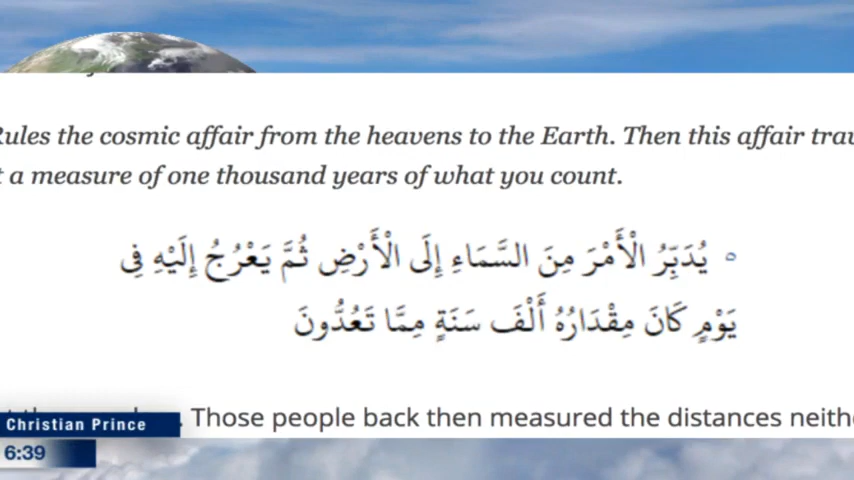 Rules the cosmic affair from the heavens to the Earth. Then this affair
a measure of one thousand years of what you count.
٥ يُدَبِّرُ الْأَمْرَ مِنَ السَّمَاءِ إِلَى الْأَرْضِ ثُمَّ يَعْرُجُ إِلَيْهِ فِي
يَوْمٍ كَانَ مِقْدَارُهُ أَلْفَ سَنَةٍ مِمَّا تَعُدُّونَ
. Those people back then measured the distances
Christian Prince
6:39